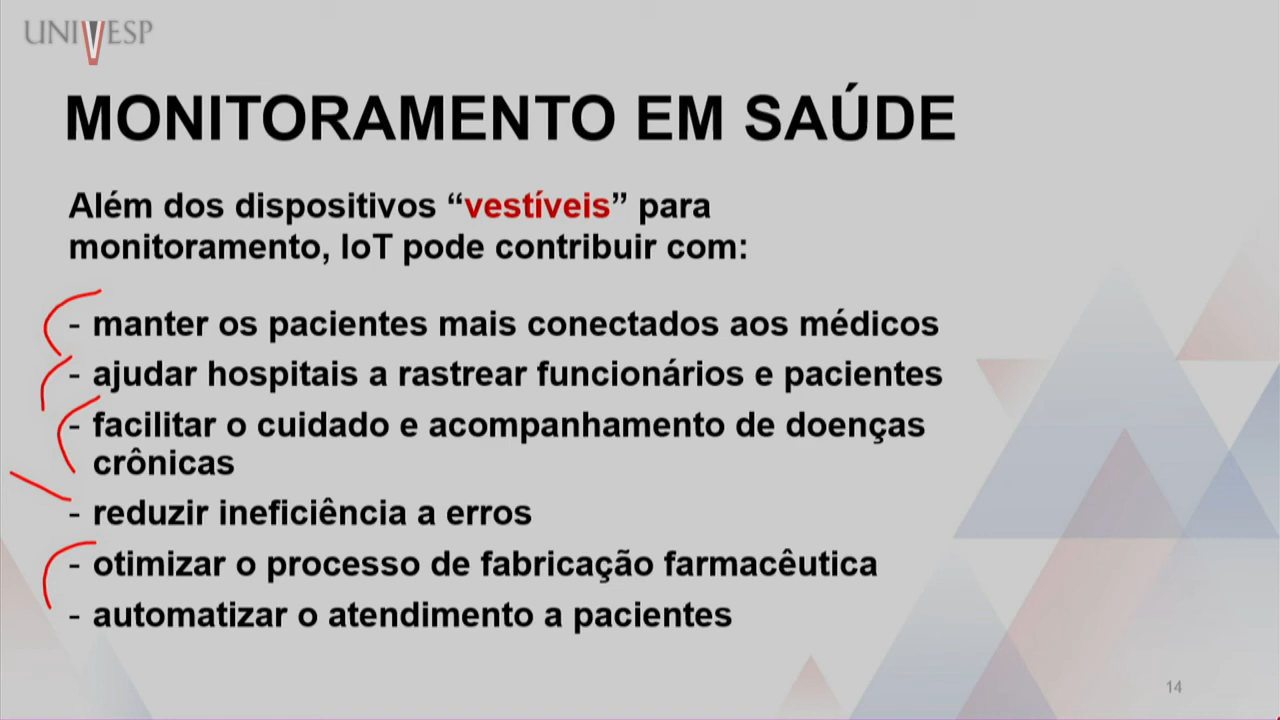 UNIVESP
MONITORAMENTO EM SAÚDE
Além dos dispositivos “vestíveis” para
monitoramento, IoT pode contribuir com:
- manter os pacientes mais conectados aos médicos
- ajudar hospitais a rastrear funcionários e pacientes
- facilitar o cuidado e acompanhamento de doenças
crônicas
- reduzir ineficiência a erros
- otimizar o processo de fabricação farmacêutica
- automatizar o atendimento a pacientes
14